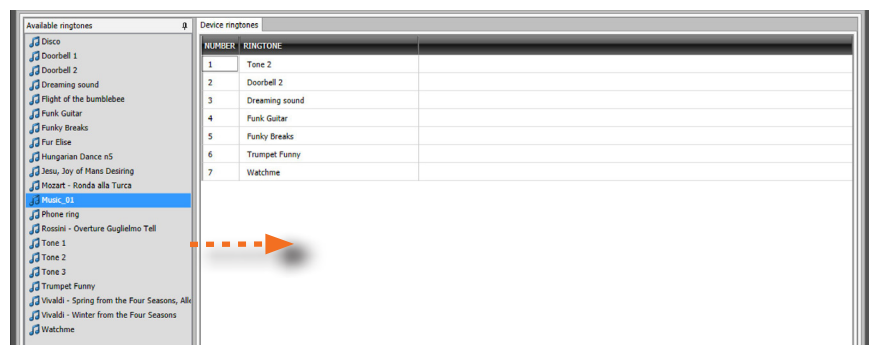 Available ringtones
Disco
Doorbell 1
Doorbell 2
Dreaming sound
Flight of the bumblebee
Funk Guitar
Funky Breaks
Fur Elise
Hungarian Dance n5
Jesu, Joy of Mans Desiring
Mozart - Ronda alla Turca
Music_01
Phone ring
Rossini - Overture Guglielmo Tell
Tone 1
Tone 2
Tone 3
Trumpet Funny
Vivaldi - Spring from the Four Seasons, Alle
Vivaldi - Winter from the Four Seasons
Watchme
Device ringtones
NUMBER RINGTONE
1 Tone 2
2 Doorbell 2
3 Dreaming sound
4 Funk Guitar
5 Funky Breaks
6 Trumpet Funny
7 Watchme